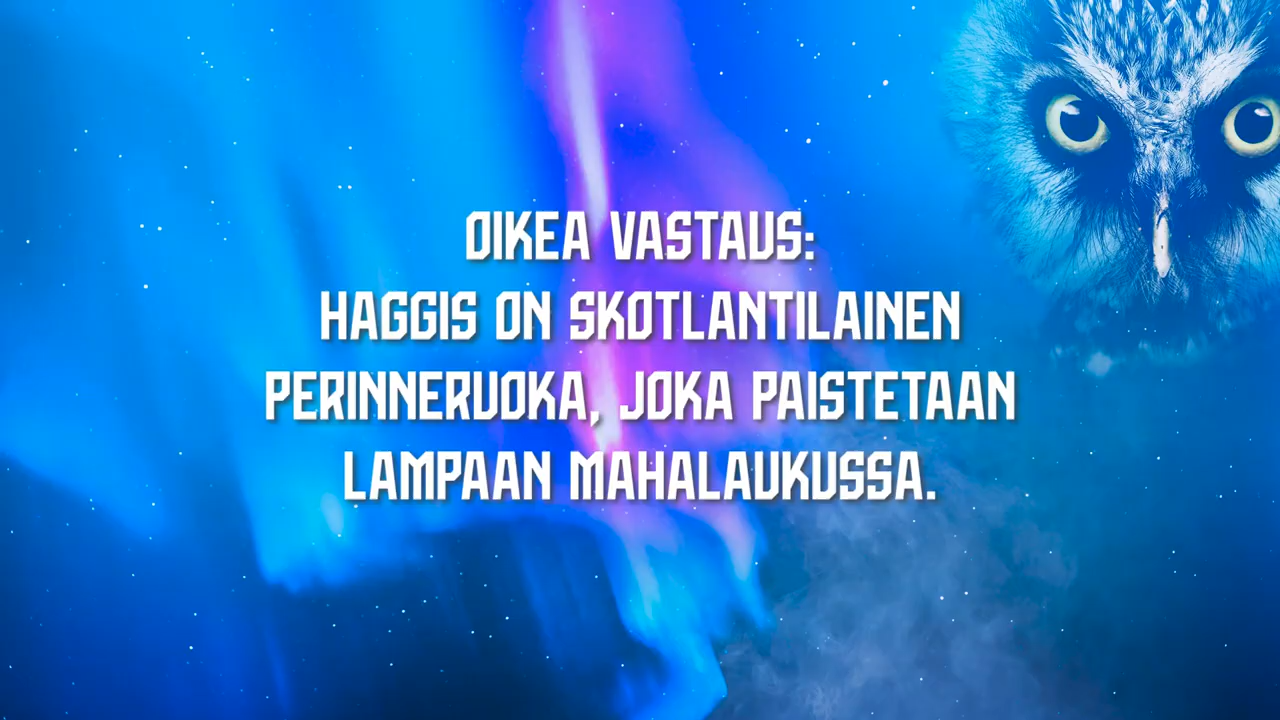 OIKEA VASTAUS:
HAGGIS ON SKOTLANTILAINEN
PERINNERUOKA, JOKA PAISTETAAN
LAMPAAN MAHALAUKUSSA.